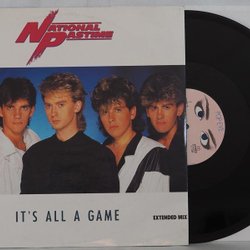 NATIONAL
PASTIME
IT'S ALL A GAME
EXTENDED MIX